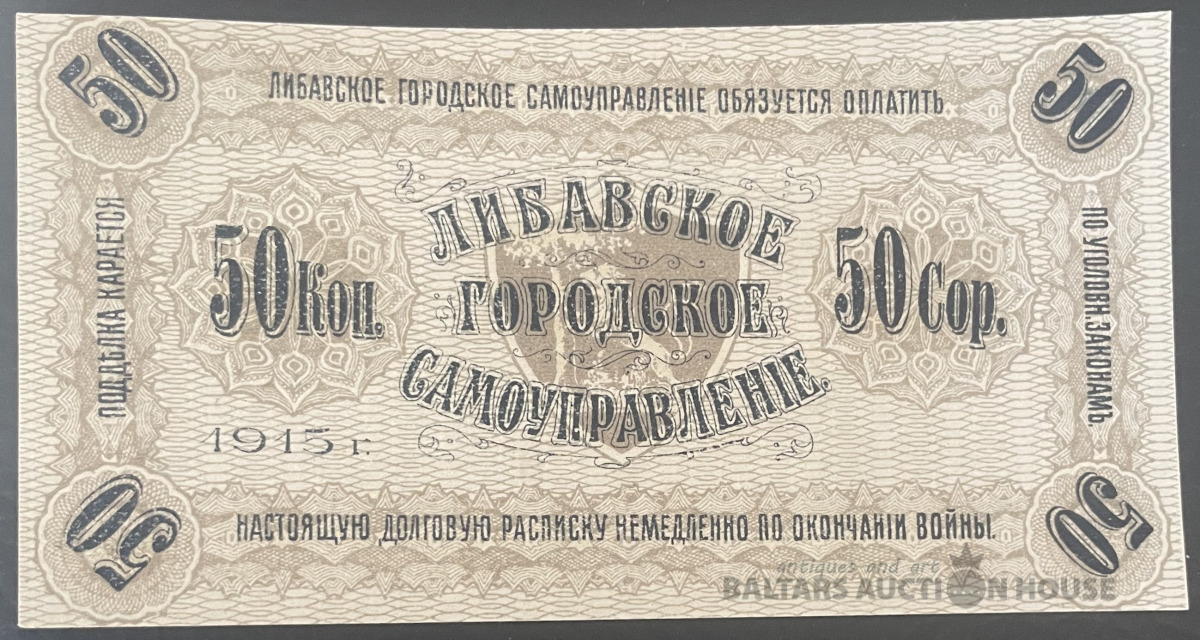 50
50
ЛИБАВСКОЕ ГОРОДСКОЕ САМОУПРАВЛЕНІЕ ОБЯЗУЕТСЯ ОПЛАТИТЬ
ПОДДѢЛКА КАРАЕТСЯ
ПО УГОЛОВН.ЗАКОНАМЪ.
50 Коп.
ЛИБАВСКОЕ
ГОРОДСКОЕ
САМОУПРАВЛЕНІЕ.
50 Cop.
1915 г.
НАСТОЯЩУЮ ДОЛГОВУЮ РАСПИСКУ НЕМЕДЛЕННО ПО ОКОНЧАНІИ ВОЙНЫ.
50
50
antiques and art
BALTARS AUCTION HOUSE